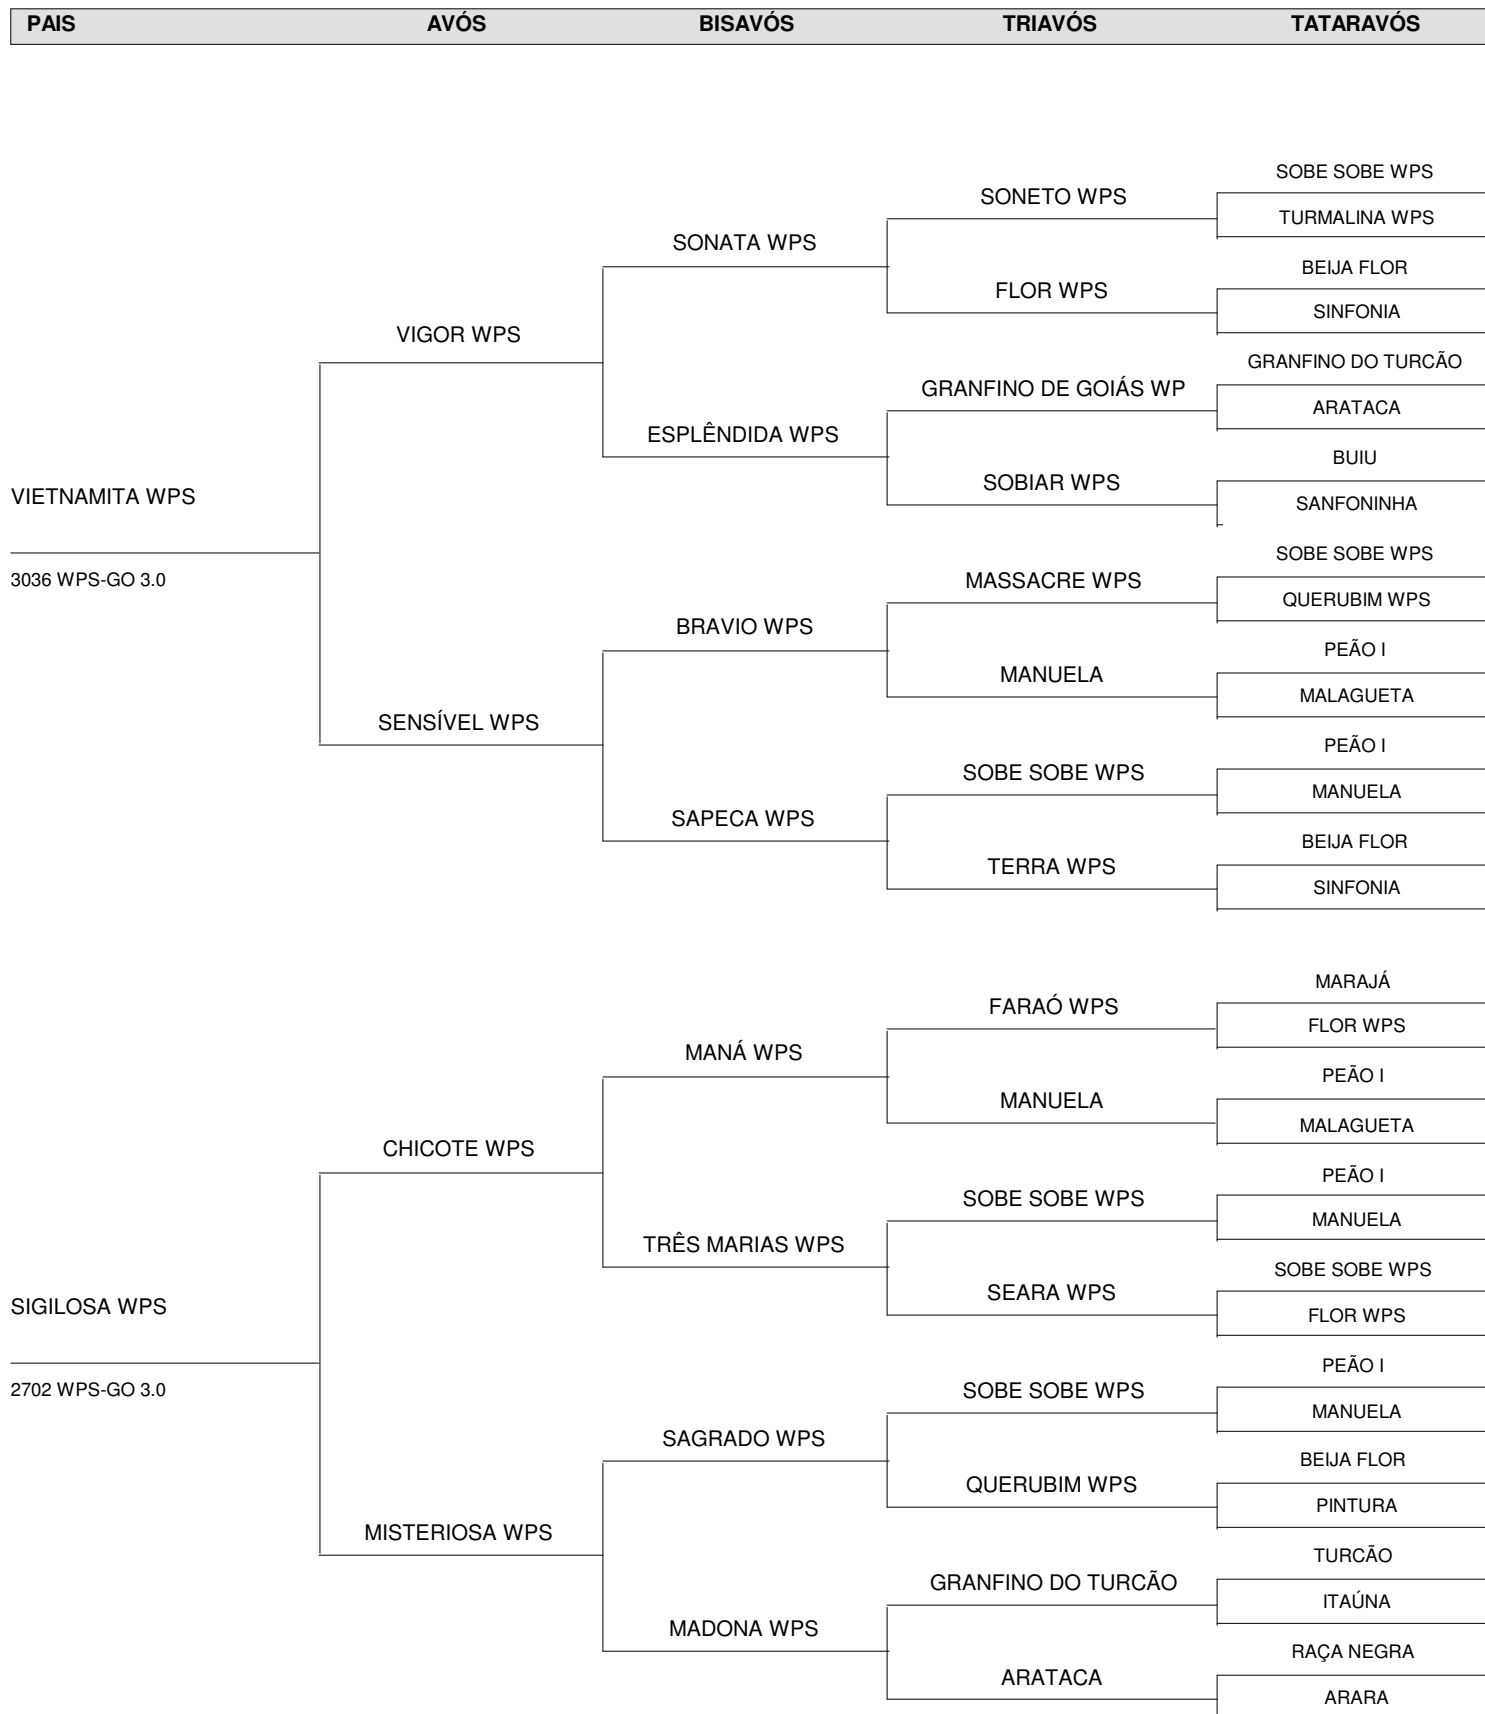 PAIS AVÓS BISAVÓS TRIAVÓS TATARAVÓS
SOBE SOBE WPS
SONETO WPS
TURMALINA WPS
SONATA WPS
BEIJA FLOR
FLOR WPS
SINFONIA
VIGOR WPS
GRANFINO DO TURCÃO
GRANFINO DE GOIÁS WP
ARATACA
ESPLÊNDIDA WPS
BUIU
SOBIAR WPS
SANFONINHA
VIETNAMITA WPS
3036 WPS-GO 3.0
SOBE SOBE WPS
MASSACRE WPS
QUERUBIM WPS
BRAVIO WPS
PEÃO I
MANUELA
MALAGUETA
SENSÍVEL WPS
PEÃO I
SOBE SOBE WPS
MANUELA
SAPECA WPS
BEIJA FLOR
TERRA WPS
SINFONIA
MARAJÁ
FARAÓ WPS
FLOR WPS
MANÁ WPS
PEÃO I
MANUELA
MALAGUETA
CHICOTE WPS
PEÃO I
SOBE SOBE WPS
MANUELA
TRÊS MARIAS WPS
SOBE SOBE WPS
SEARA WPS
FLOR WPS
SIGILOSA WPS
2702 WPS-GO 3.0
PEÃO I
SOBE SOBE WPS
MANUELA
SAGRADO WPS
BEIJA FLOR
QUERUBIM WPS
PINTURA
MISTERIOSA WPS
TURCÃO
GRANFINO DO TURCÃO
ITAÚNA
MADONA WPS
RAÇA NEGRA
ARATACA
ARARA